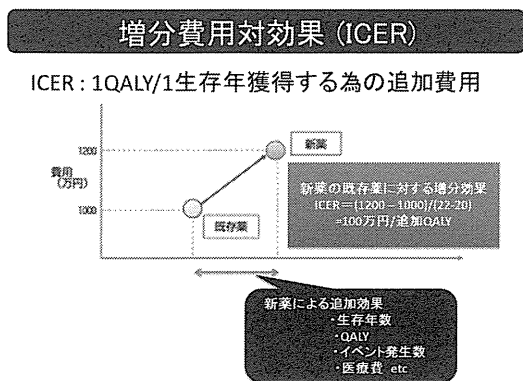 増分費用対効果 (ICER)
ICER : 1QALY/1生存年獲得する為の追加費用
1200
費用
(万円)
1000
新薬
既存薬
新薬の既存薬に対する増分効果
ICER=(1200－1000)/(22-20)
=100万円/追加QALY
新薬による追加効果
・生存年数
・QALY
・イベント発生数
・医療費 etc